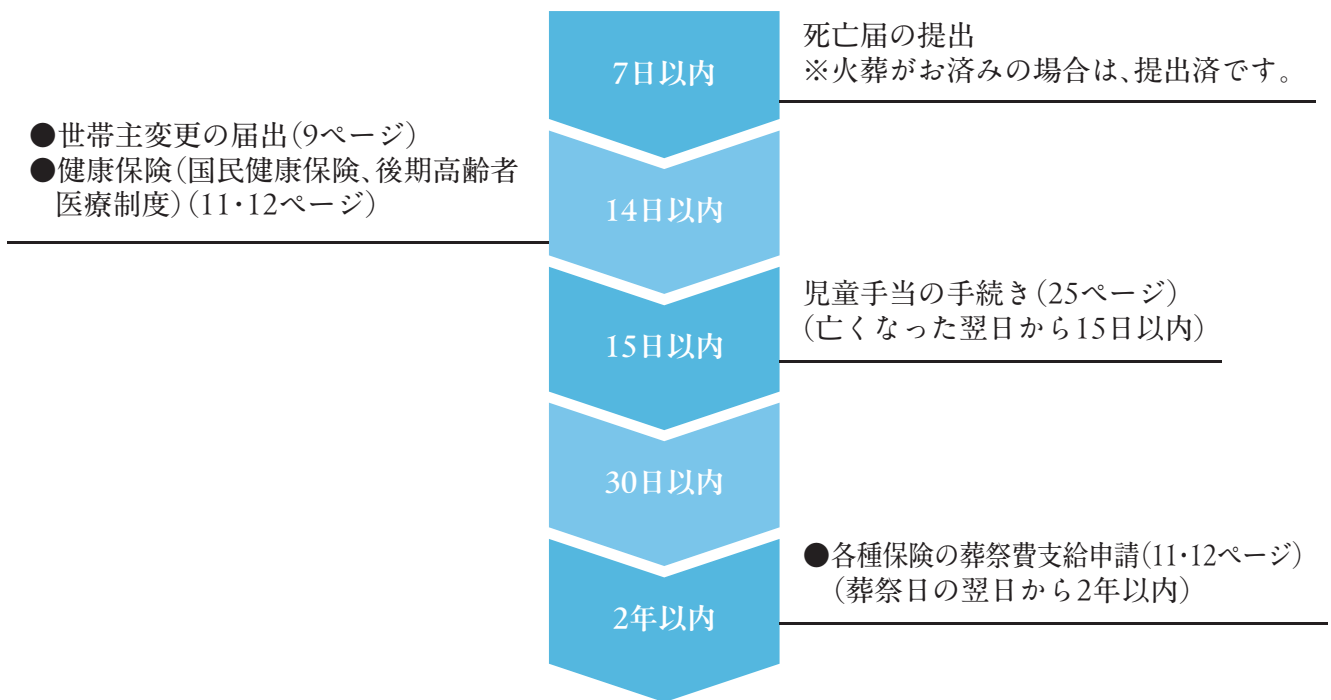 7日以内
死亡届の提出
※火葬がお済みの場合は、提出済です。
●世帯主変更の届出(9ページ)
●健康保険(国民健康保険、後期高齢者
医療制度)(11・12ページ)
14日以内
15日以内
児童手当の手続き(25ページ)
(亡くなった翌日から15日以内)
30日以内
2年以内
●各種保険の葬祭費支給申請(11・12ページ)
(葬祭日の翌日から2年以内)